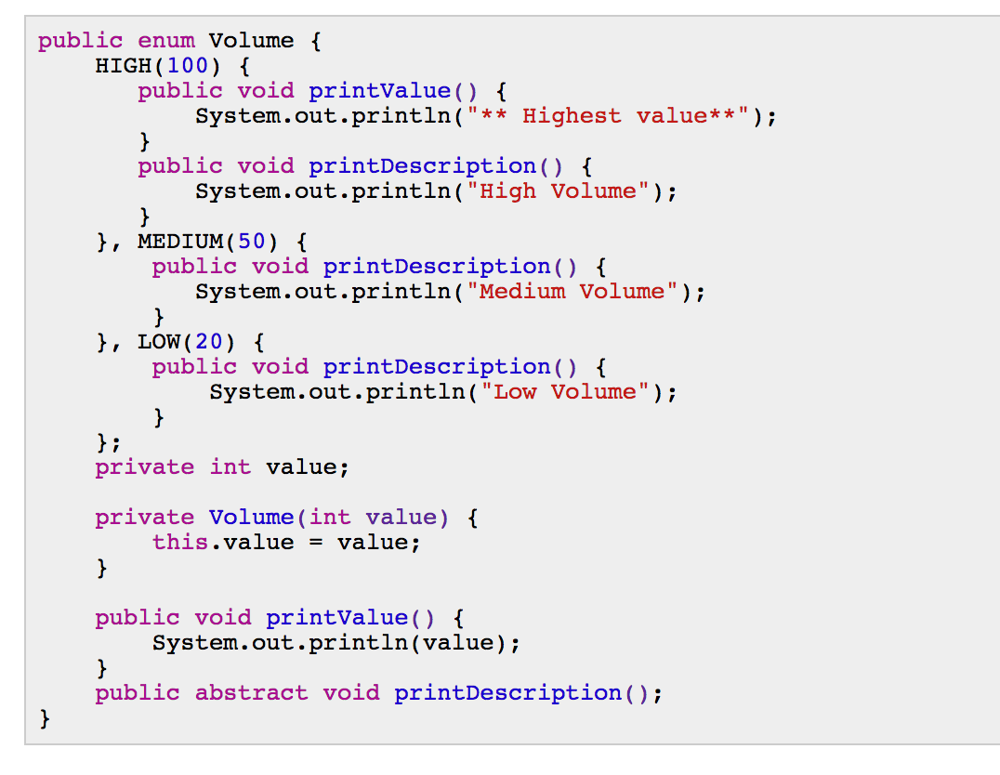 public enum Volume {
    HIGH(100) {
       public void printValue() {
           System.out.println("** Highest value**");
       }
       public void printDescription() {
           System.out.println("High Volume");
       }
    }, MEDIUM(50) {
        public void printDescription() {
           System.out.println("Medium Volume");
        }
    }, LOW(20) {
        public void printDescription() {
            System.out.println("Low Volume");
        }
    };
    private int value;

    private Volume(int value) {
        this.value = value;
    }

    public void printValue() {
        System.out.println(value);
    }
    public abstract void printDescription();
}